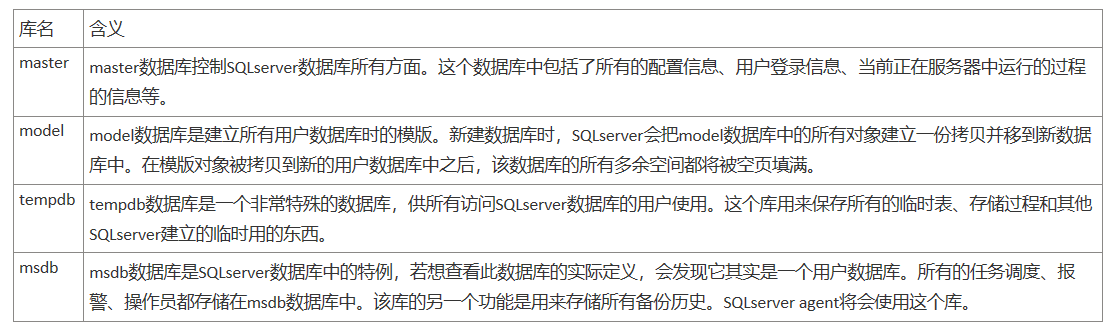 库名 含义
master master数据库控制SQLserver数据库所有方面。这个数据库中包括了所有的配置信息、用户登录信息、当前正在服务器中运行的过程
的信息等。
model model数据库是建立所有用户数据库时的模版。新建数据库时，SQLserver会把model数据库中的所有对象建立一份拷贝并移到新数据
库中。在模版对象被拷贝到新的用户数据库中之后，该数据库的所有多余空间都将被空页填满。
tempdb tempdb数据库是一个非常特殊的数据库，供所有访问SQLserver数据库的用户使用。这个库用来保存所有的临时表、存储过程和其他
SQLserver建立的临时用的东西。
msdb msdb数据库是SQLserver数据库中的特例，若想查看此数据库的实际定义，会发现它其实是一个用户数据库。所有的任务调度、报
警、操作员都存储在msdb数据库中。该库的另一个功能是用来存储所有备份历史。SQLserver agent将会使用这个库。